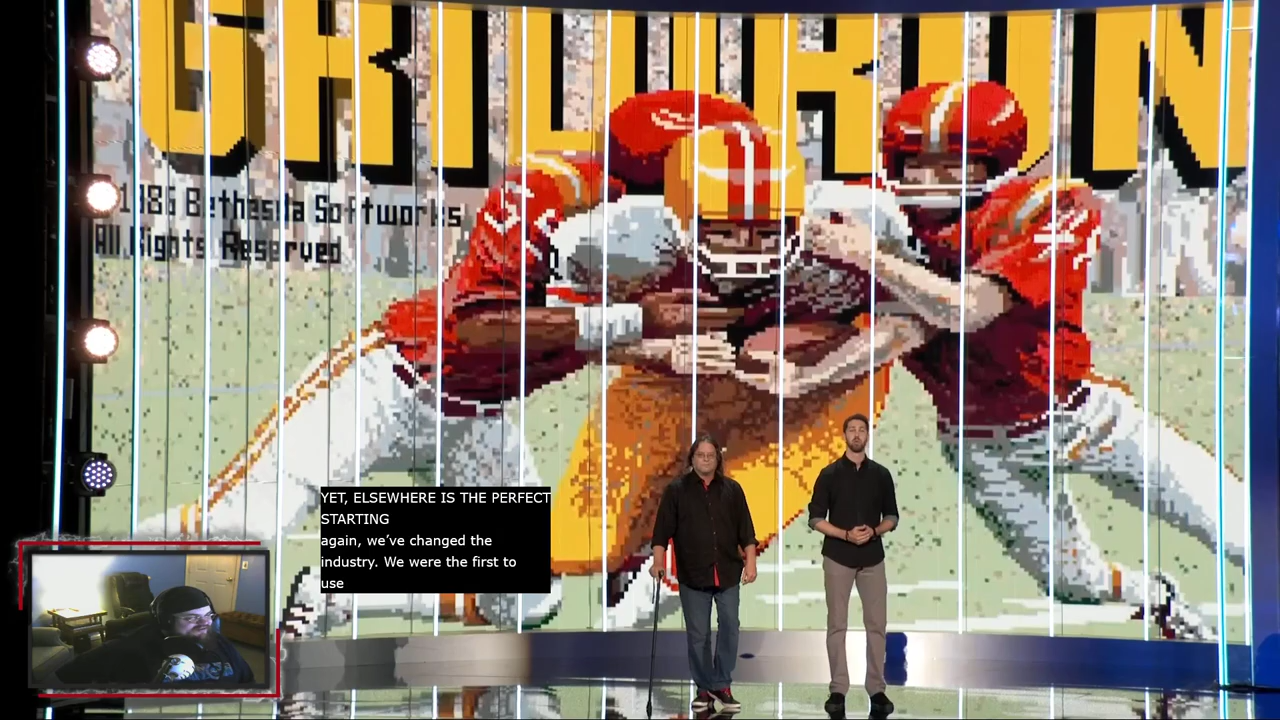 GRIDIRON
1986 Bethesda Softworks
All Rights Reserved
YET, ELSEWHERE IS THE PERFECT
STARTING
again, we've changed the
industry. We were the first to
use